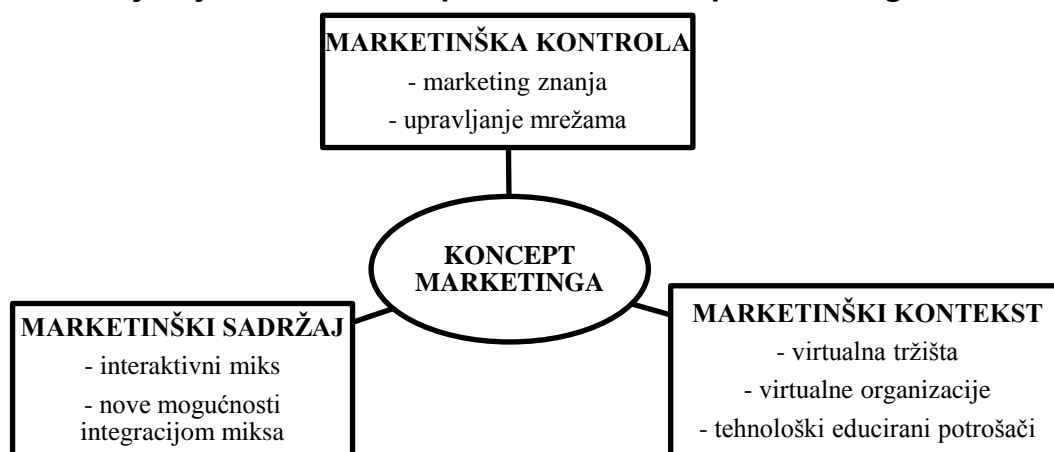 MARKETINŠKA KONTROLA
- marketing znanja
- upravljanje mrežama
KONCEPT
MARKETINGA
MARKETINŠKI SADRŽAJ
- interaktivni miks
- nove mogućnosti
integracijom miksa
MARKETINŠKI KONTEKST
- virtualna tržišta
- virtualne organizacije
- tehnološki educirani potrošači